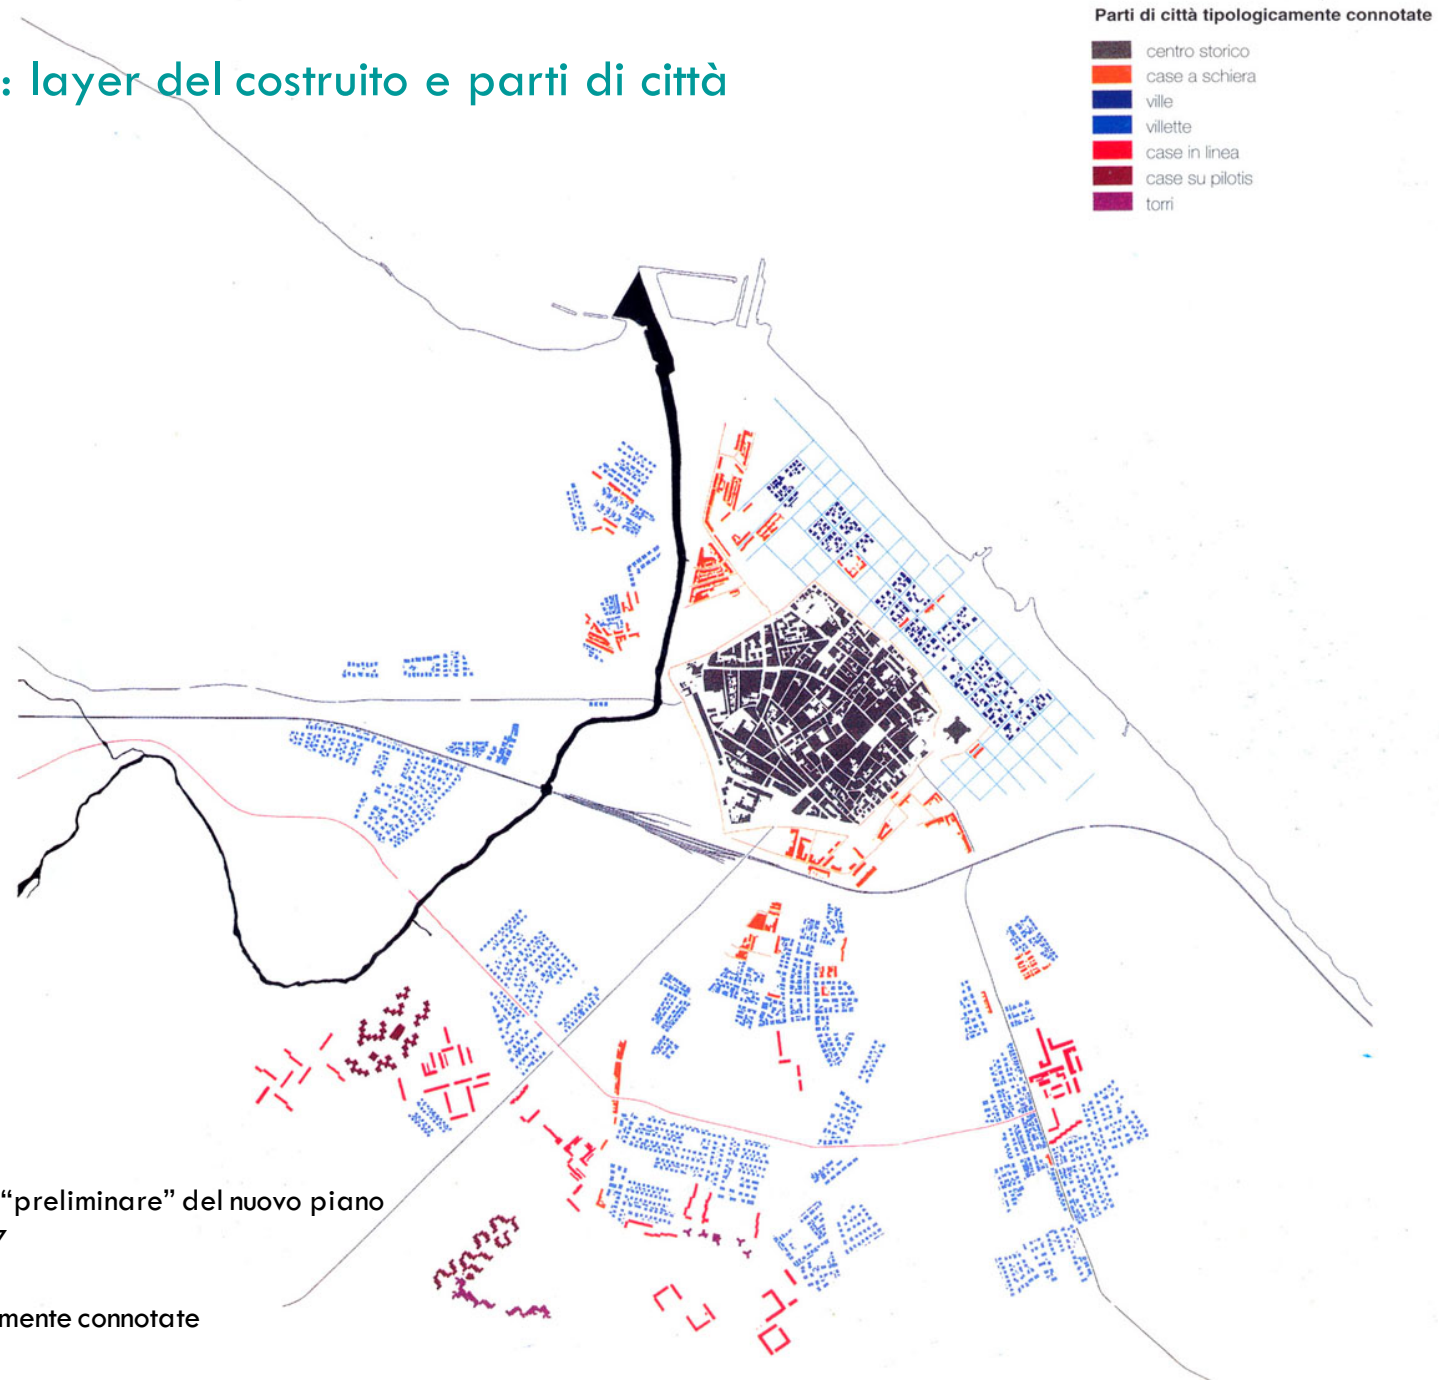 Parti di città tipologicamente connotate
: layer del costruito e parti di città
centro storico
case a schiera
ville
villette
case in linea
case su pilotis
torri
“preliminare” del nuovo piano
mente connotate